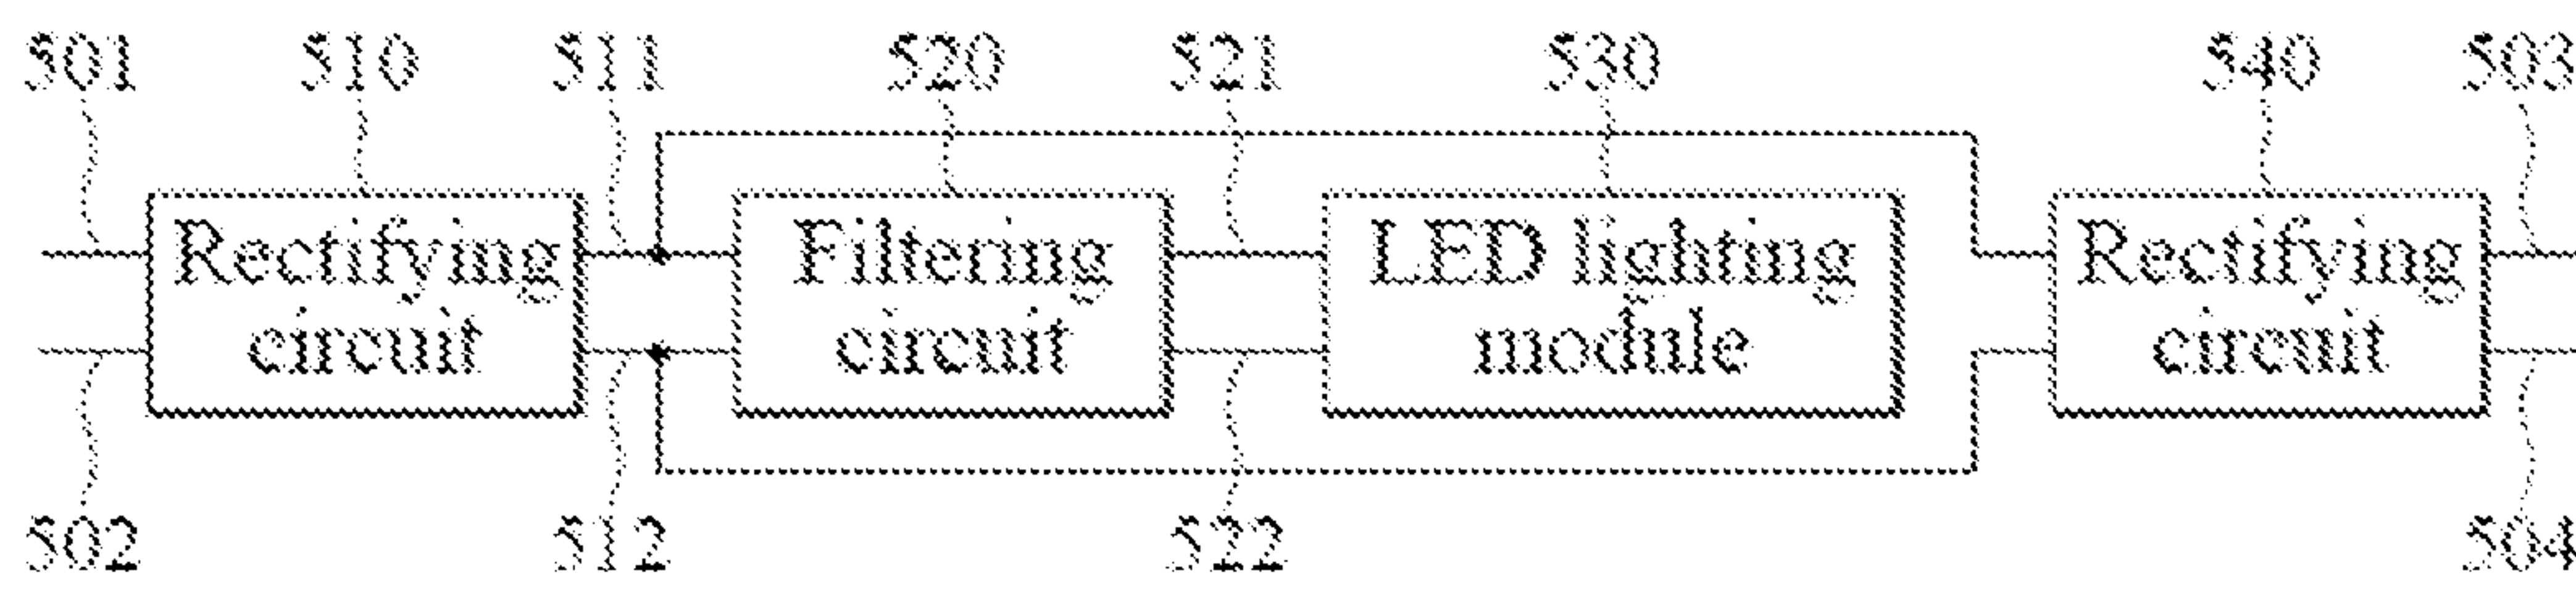 501 510 511 520 521 530 540 503
Rectifying circuit
Filtering circuit
LED lighting module
Rectifying circuit
502 512 522 504